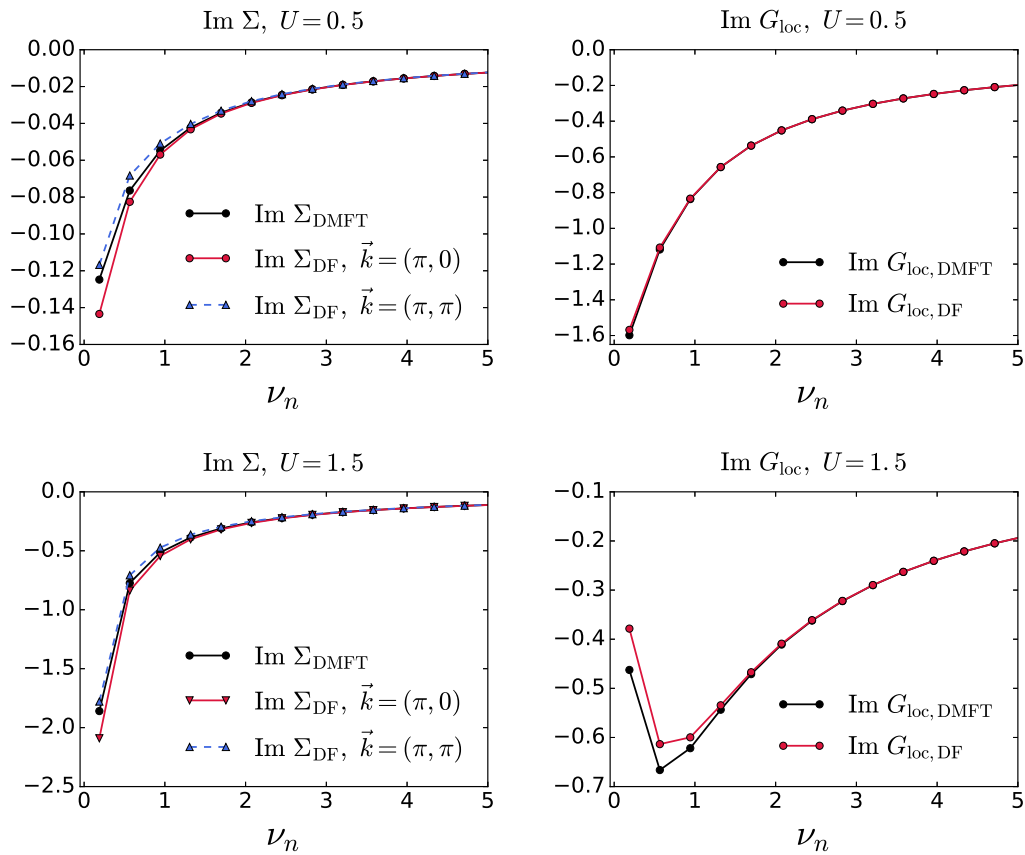 Im Σ, U = 0.5
0.00
−0.02
−0.04
−0.06
−0.08
−0.10
−0.12
−0.14
−0.16
Im Σ_DMFT
Im Σ_DF, k⃗ = (π, 0)
Im Σ_DF, k⃗ = (π, π)
0 1 2 3 4 5
ν_n
Im G_loc, U = 0.5
0.0
−0.2
−0.4
−0.6
−0.8
−1.0
−1.2
−1.4
−1.6
Im G_loc,DMFT
Im G_loc,DF
0 1 2 3 4 5
ν_n
Im Σ, U = 1.5
0.0
−0.5
−1.0
−1.5
−2.0
−2.5
Im Σ_DMFT
Im Σ_DF, k⃗ = (π, 0)
Im Σ_DF, k⃗ = (π, π)
0 1 2 3 4 5
ν_n
Im G_loc, U = 1.5
−0.1
−0.2
−0.3
−0.4
−0.5
−0.6
−0.7
Im G_loc,DMFT
Im G_loc,DF
0 1 2 3 4 5
ν_n